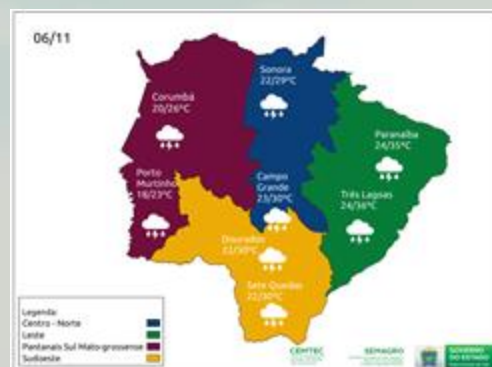 06/11
Sonora
22/29°C
Corumbá
20/26°C
Paranaíba
24/35°C
Porto
Murtinho
18/23°C
Campo
Grande
23/30°C
Três Lagoas
24/36°C
Dourados
22/30°C
Sete Quedas
22/30°C
Legenda:
Centro - Norte
Leste
Pantanais Sul Mato-grossense
Sudoeste
CEMTEC
SEMAGRO
GOVERNO
DO ESTADO